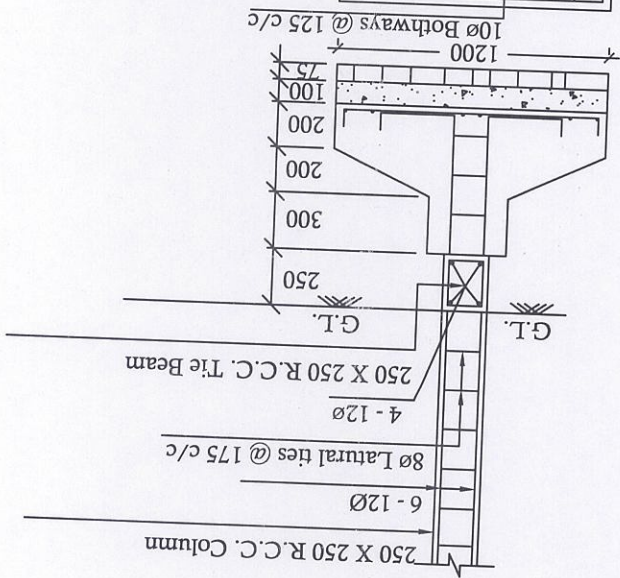 250 X 250 R.C.C. Column
6 - 12Ø
8ø Latural ties @ 175 c/c
4 - 12ø
250 X 250 R.C.C. Tie Beam
G.L.
G.L.
250
300
200
200
100
75
1200
10ø Bothways @ 125 c/c